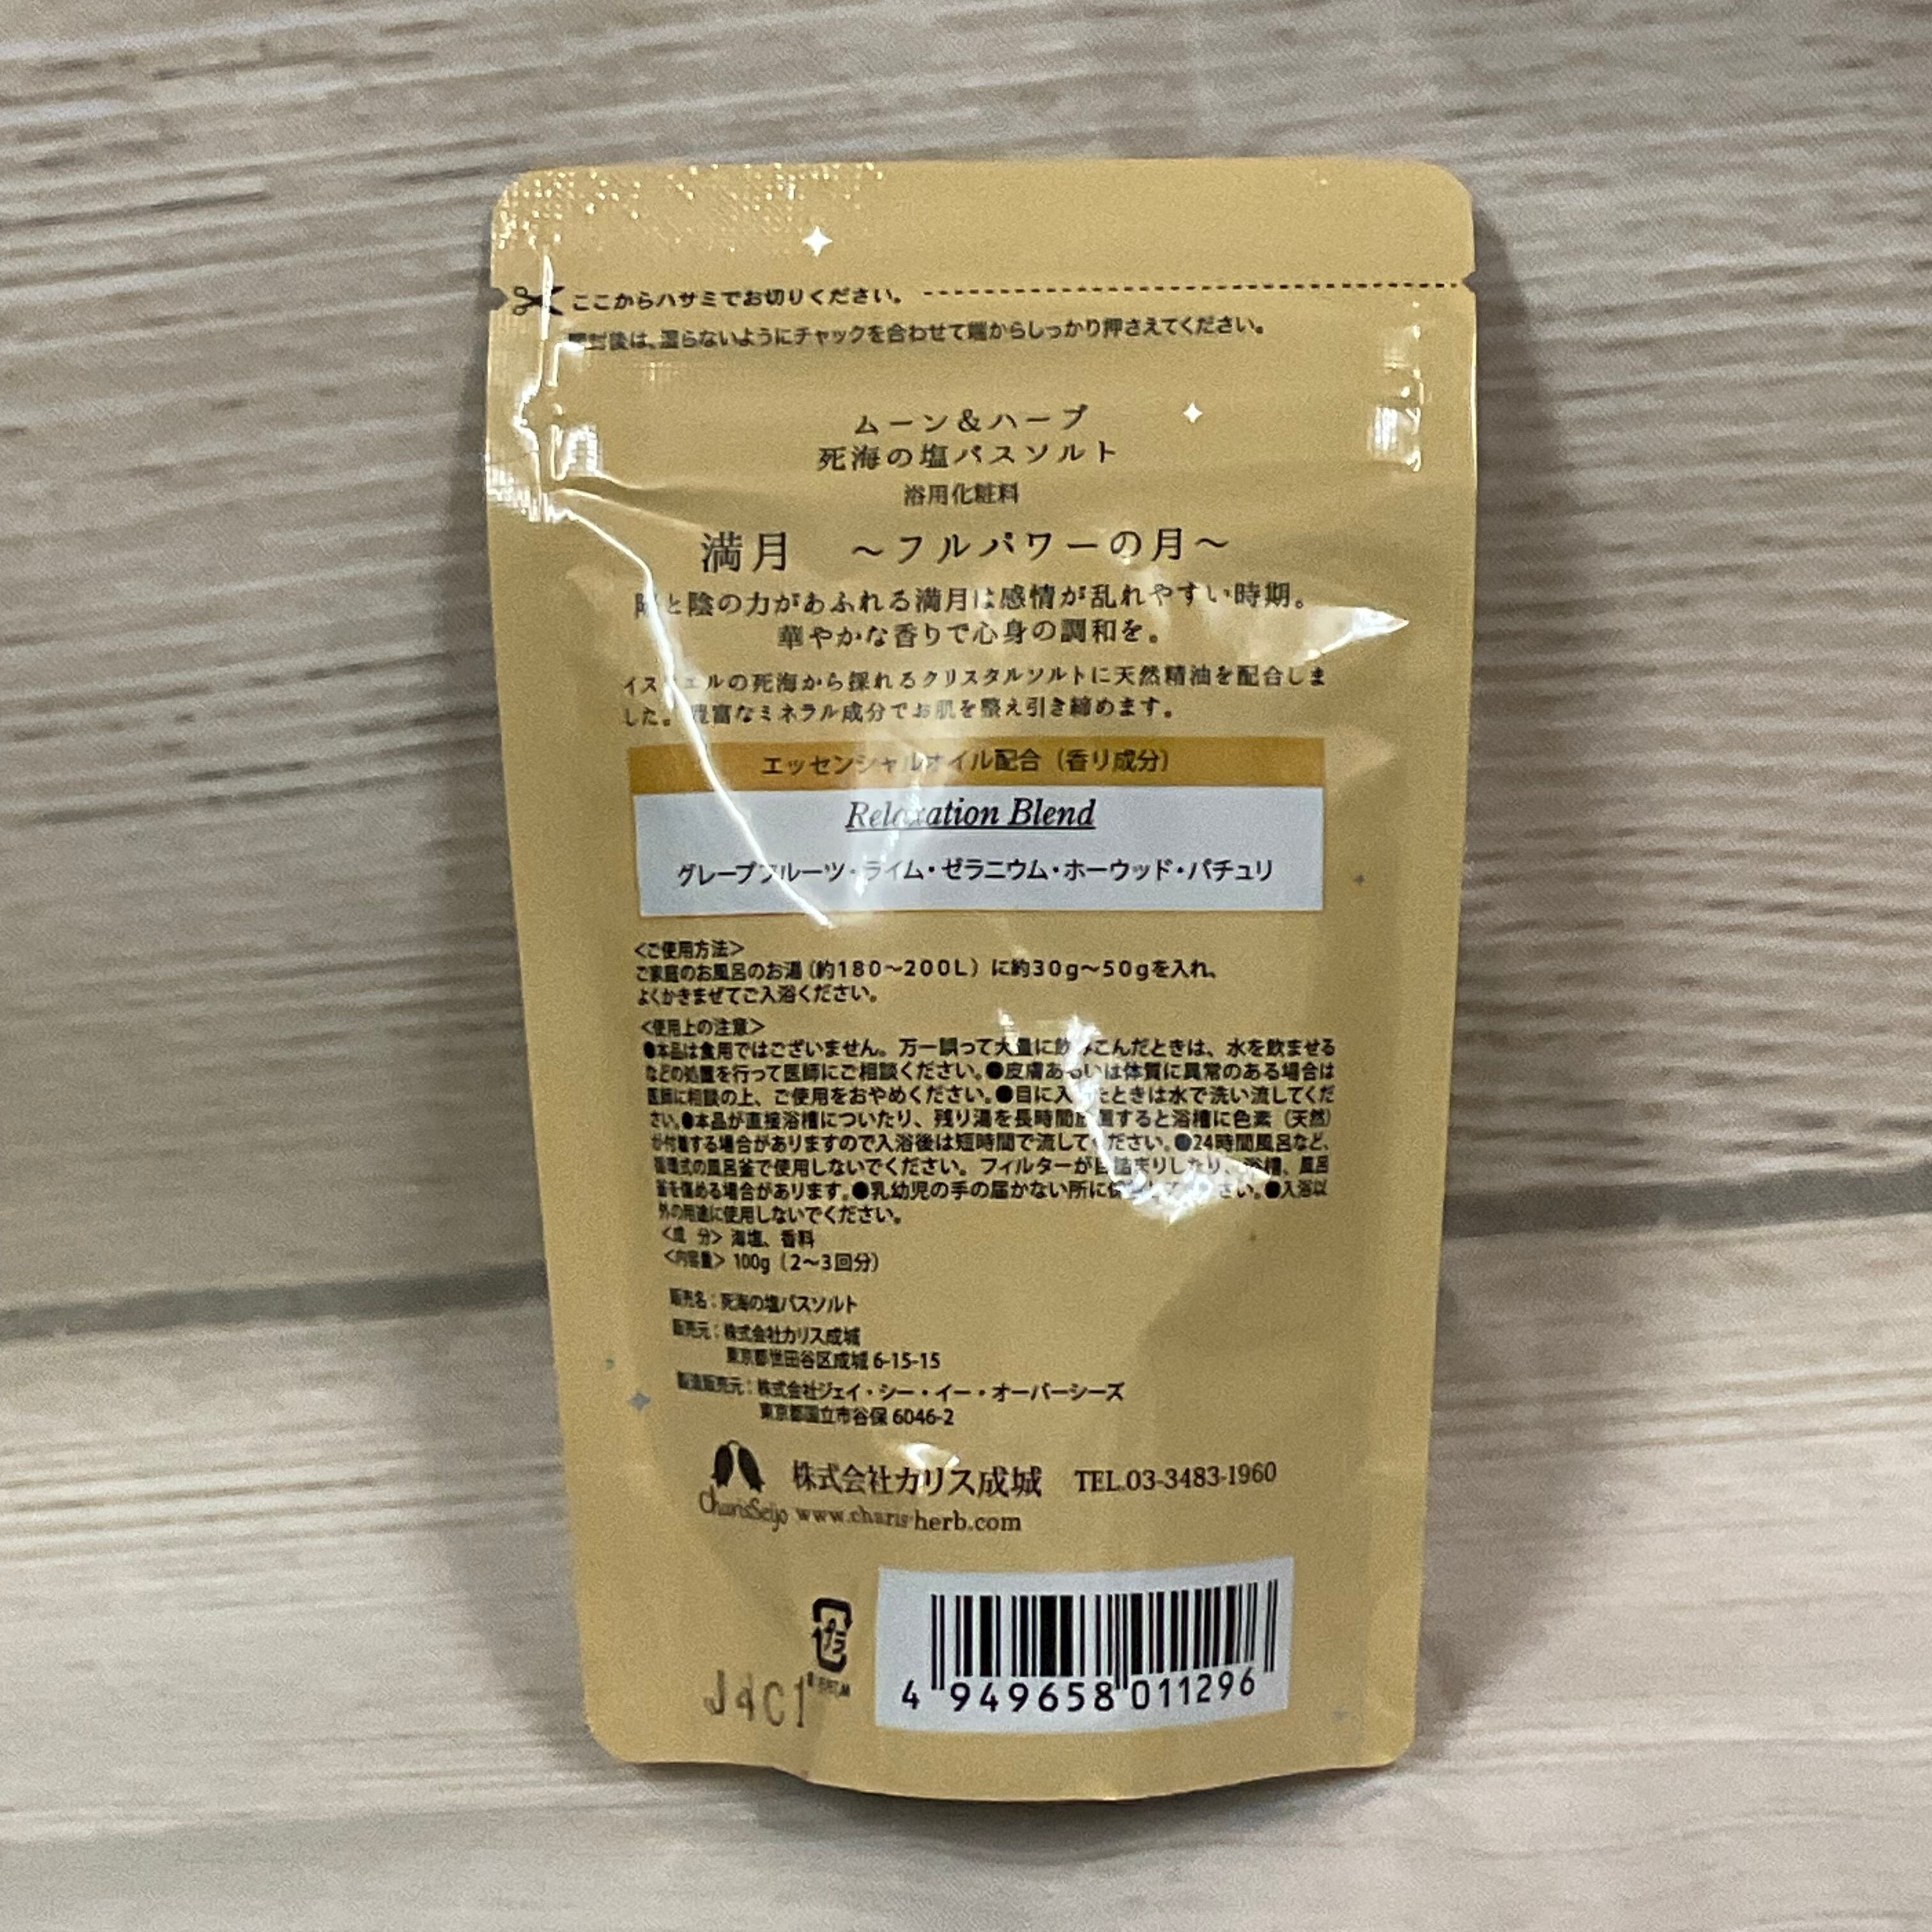 ここからハサミでお切りください。
開封後は、湿らないようにチャックを合わせて端からしっかり押さえてください。
ムーン＆ハーブ
死海の塩バスソルト
浴用化粧料
満月 ～フルパワーの月～
陽と陰の力があふれる満月は感情が乱れやすい時期。
華やかな香りで心身の調和を。
イスラエルの死海から採れるクリスタルソルトに天然精油を配合しま
した。豊富なミネラル成分でお肌を整え引き締めます。
エッセンシャルオイル配合（香り成分）
Relaxation Blend
グレープフルーツ・ライム・ゼラニウム・ホーウッド・パチュリ
＜ご使用方法＞
ご家庭のお風呂のお湯（約180～200L）に約30g～50gを入れ、
よくかきまぜてご入浴ください。
＜使用上の注意＞
●本品は食用ではございません。万一誤って大量に飲みこんだときは、水を飲ませる
などの処置を行って医師にご相談ください。●皮膚あるいは体質に異常のある場合は
医師に相談の上、ご使用をおやめください。●目に入ったときは水で洗い流してくだ
さい。●本品が直接浴槽についたり、残り湯を長時間放置すると浴槽に色素（天然）
が付着する場合がありますので入浴後は短時間で流してください。●24時間風呂など、
循環式の風呂釜で使用しないでください。フィルターが目詰まりしたり、浴槽、風呂
釜を傷める場合があります。●乳幼児の手の届かない所に保管してください。●入浴以
外の用途に使用しないでください。
＜成 分＞ 海塩、香料
＜内容量＞ 100g（2～3回分）
販売名：死海の塩バスソルト
販売元：株式会社カリス成城
東京都世田谷区成城 6-15-15
製造販売元：株式会社ジェイ・シー・イー・オーバーシーズ
東京都国立市谷保 6046-2
株式会社カリス成城 TEL.03-3483-1960
CharisSeijo www.charis-herb.com
プラ
J4C1
4 949658 011296